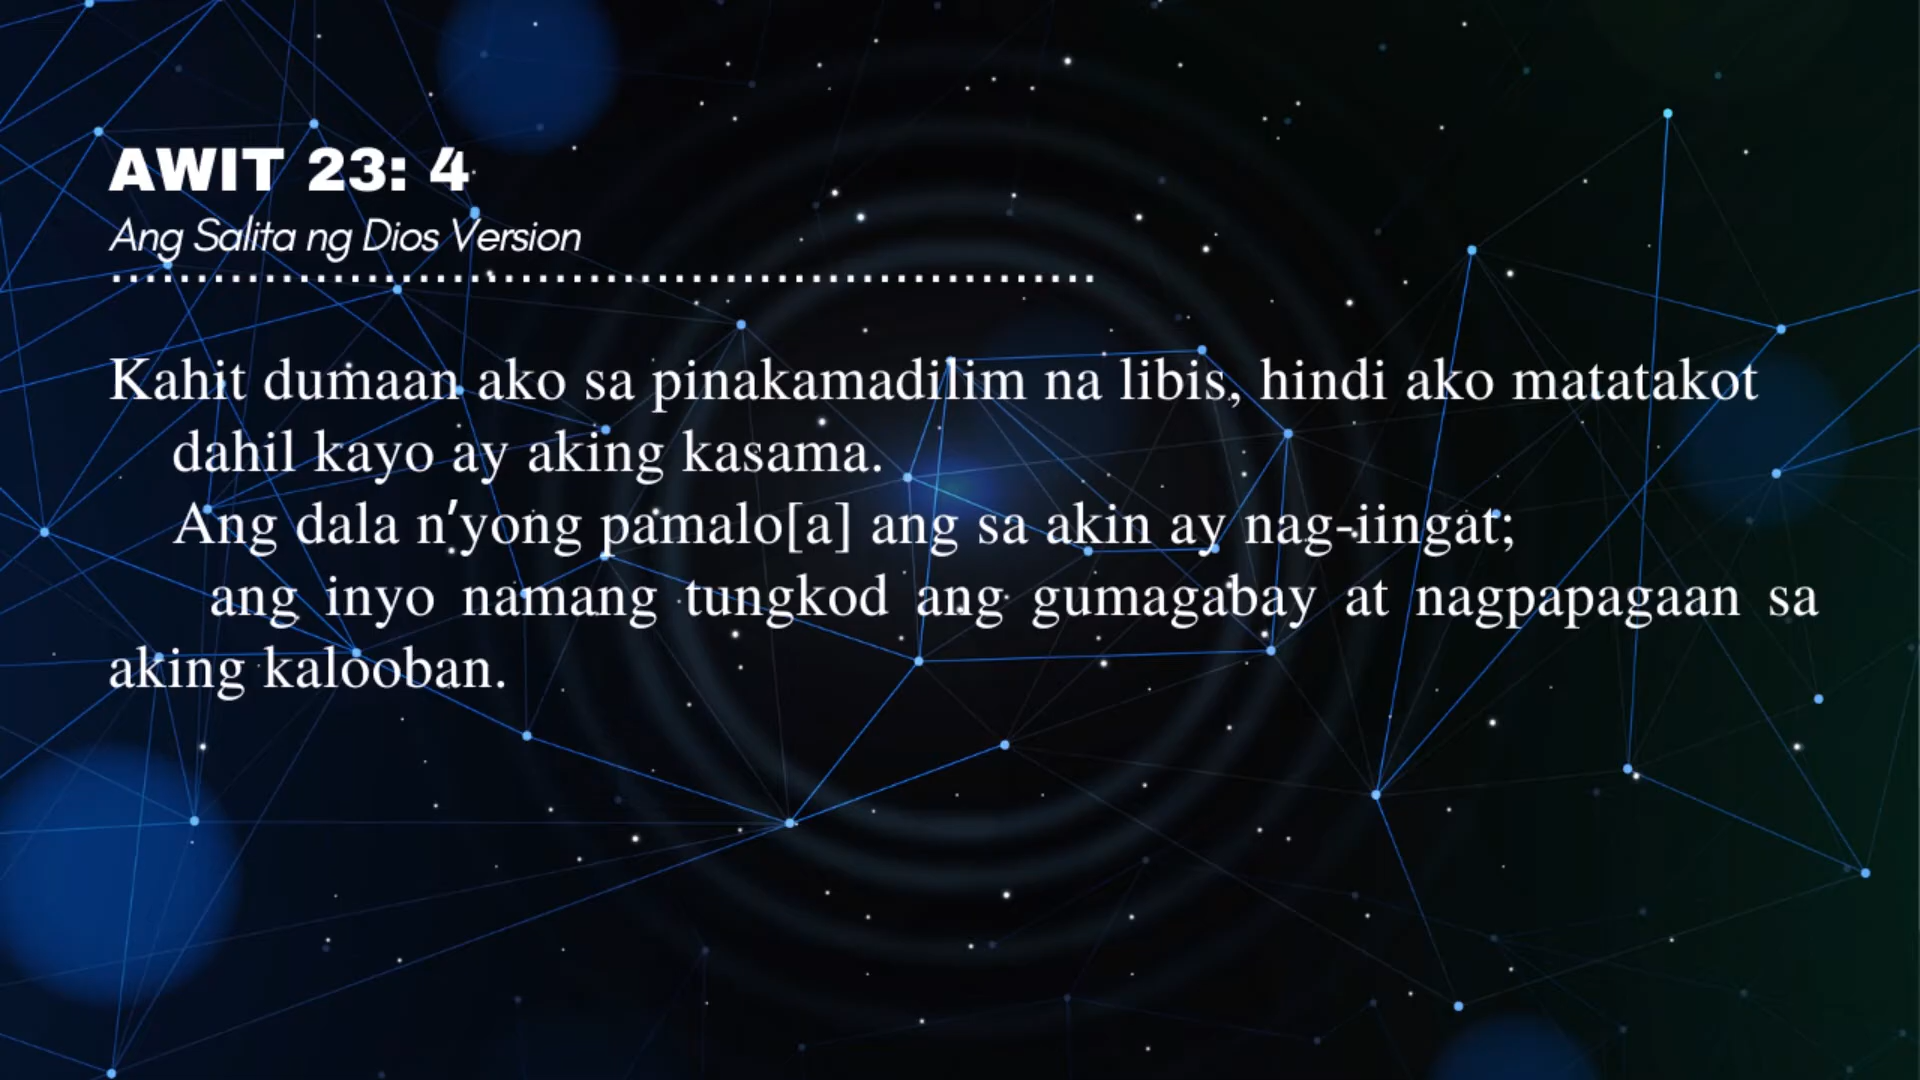 AWIT 23: 4
Ang Salita ng Dios Version
Kahit dumaan ako sa pinakamadilim na libis, hindi ako matatakot
dahil kayo ay aking kasama.
Ang dala n'yong pamalo[a] ang sa akin ay nag-iingat;
ang inyo namang tungkod ang gumagabay at nagpapagaan sa
aking kalooban.